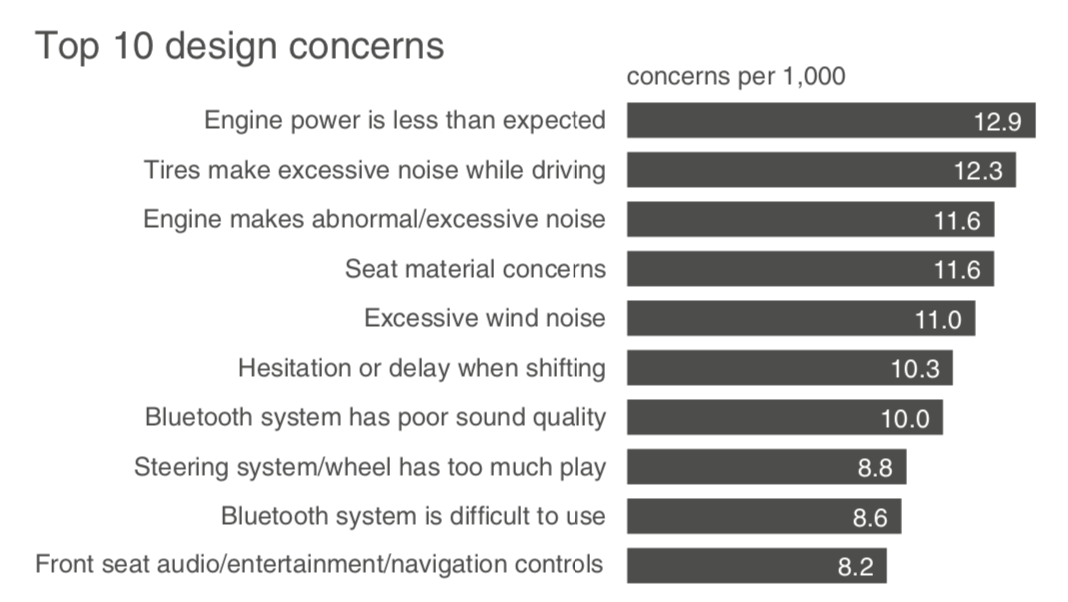 Top 10 design concerns
concerns per 1,000
Engine power is less than expected 12.9
Tires make excessive noise while driving 12.3
Engine makes abnormal/excessive noise 11.6
Seat material concerns 11.6
Excessive wind noise 11.0
Hesitation or delay when shifting 10.3
Bluetooth system has poor sound quality 10.0
Steering system/wheel has too much play 8.8
Bluetooth system is difficult to use 8.6
Front seat audio/entertainment/navigation controls 8.2